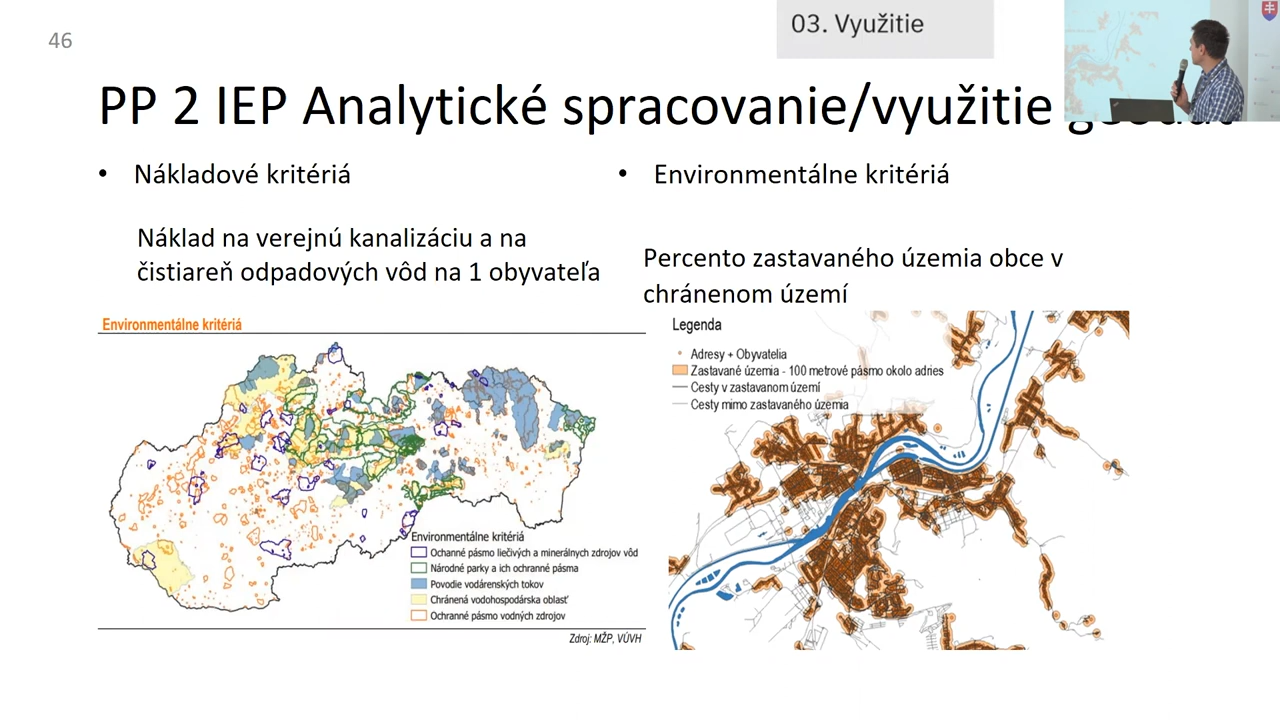 46
03. Využitie
PP 2 IEP Analytické spracovanie/využitie
• Nákladové kritériá
Náklad na verejnú kanalizáciu a na
čistiareň odpadových vôd na 1 obyvateľa
• Environmentálne kritériá
Percento zastavaného územia obce v
chránenom území
Environmentálne kritériá
Environmentálne kritériá
Ochanné pásmo liečivých a minerálnych zdrojov vôd
Národné parky a ich ochranné pásma
Povodie vodárenských tokov
Chránená vodohospodárska oblasť
Ochranné pásmo vodných zdrojov
Zdroj: MŽP, VÚVH
Legenda
Adresy + Obyvatelia
Zastavané územia - 100 metrové pásmo okolo adries
Cesty v zastavanom území
Cesty mimo zastavaného územia